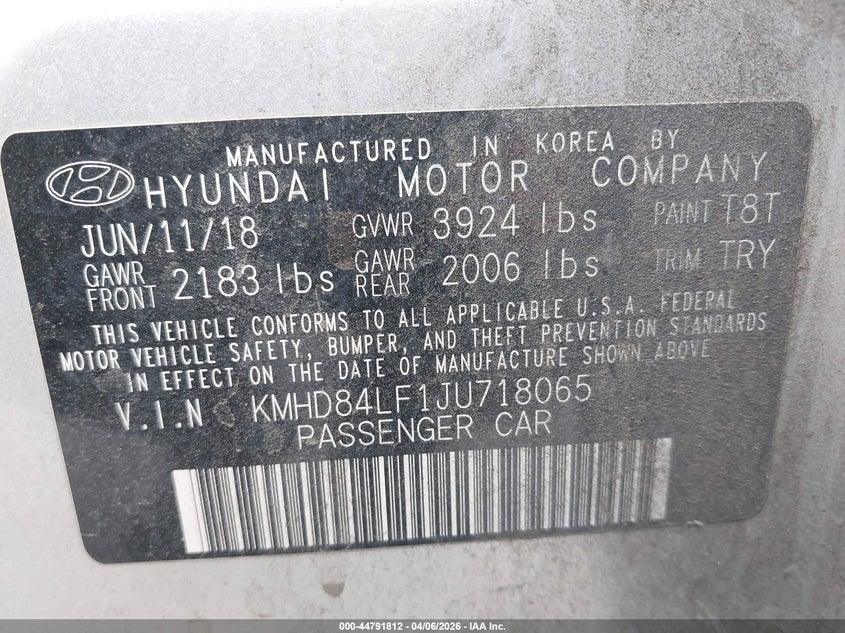 MANUFACTURED IN KOREA BY
HYUNDAI MOTOR COMPANY
JUN/11/18 GVWR 3924 lbs PAINT T8T
GAWR FRONT 2183 lbs GAWR REAR 2006 lbs TRIM TRY
THIS VEHICLE CONFORMS TO ALL APPLICABLE U.S.A. FEDERAL
MOTOR VEHICLE SAFETY, BUMPER, AND THEFT PREVENTION STANDARDS
IN EFFECT ON THE DATE OF MANUFACTURE SHOWN ABOVE
V.I.N KMHD84LF1JU718065
PASSENGER CAR
000-44791812 - 04/06/2026 - IAA Inc.